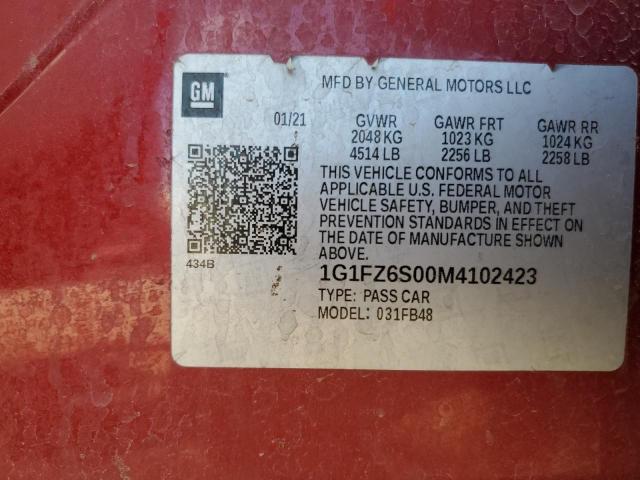 GM
MFD BY GENERAL MOTORS LLC
01/21 GVWR GAWR FRT GAWR RR
2048 KG 1023 KG 1024 KG
4514 LB 2256 LB 2258 LB
THIS VEHICLE CONFORMS TO ALL
APPLICABLE U.S. FEDERAL MOTOR
VEHICLE SAFETY, BUMPER, AND THEFT
PREVENTION STANDARDS IN EFFECT ON
THE DATE OF MANUFACTURE SHOWN
ABOVE.
434B
1G1FZ6S00M4102423
TYPE: PASS CAR
MODEL: 031FB48